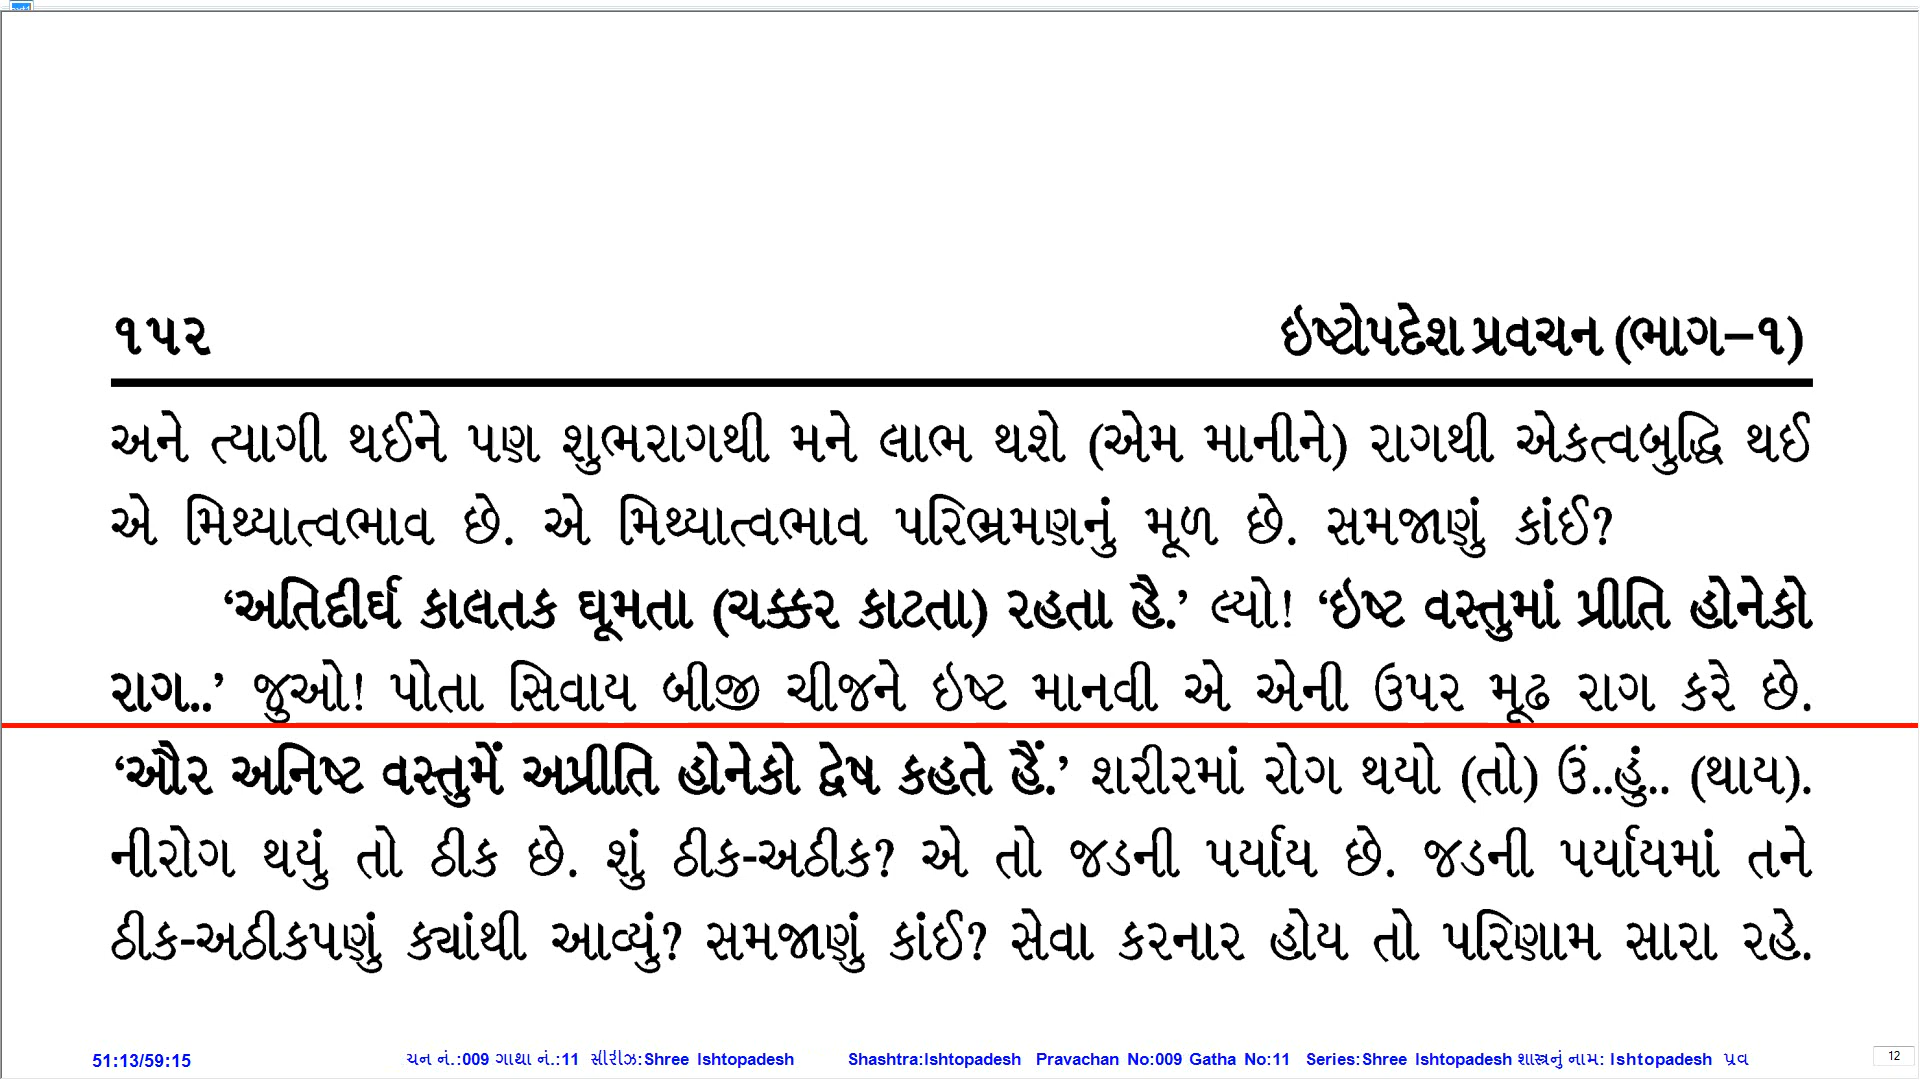 ૧૫૨ ઇષ્ટોપદેશ પ્રવચન (ભાગ–૧)
અને ત્યાગી થઈને પણ શુભરાગથી મને લાભ થશે (એમ માનીને) રાગથી એકત્વબુદ્ધિ થઈ
એ મિથ્યાત્વભાવ છે. એ મિથ્યાત્વભાવ પરિભ્રમણનું મૂળ છે. સમજાણું કાંઈ?
‘અતિદીર્ઘ કાલતક ઘૂમતા (ચક્કર કાટતા) રહતા હૈ.’ લ્યો! ‘ઇષ્ટ વસ્તુમાં પ્રીતિ હોનેકો
રાગ..’ જુઓ! પોતા સિવાય બીજી ચીજને ઇષ્ટ માનવી એ એની ઉપર મૂઢ રાગ કરે છે.
‘ઔર અનિષ્ટ વસ્તુમેં અપ્રીતિ હોનેકો દ્વેષ કહતે હૈં.’ શરીરમાં રોગ થયો (તો) ઉં..હું.. (થાય).
નીરોગ થયું તો ઠીક છે. શું ઠીક-અઠીક? એ તો જડની પર્યાય છે. જડની પર્યાયમાં તને
ઠીક-અઠીકપણું ક્યાંથી આવ્યું? સમજાણું કાંઈ? સેવા કરનાર હોય તો પરિણામ સારા રહે.
51:13/59:15 ચન નં.:009 ગાથા નં.:11 સીરીઝ:Shree Ishtopadesh Shashtra:Ishtopadesh Pravachan No:009 Gatha No:11 Series:Shree Ishtopadesh શાસ્ત્રનું નામ: Ishtopadesh પ્રવ 12